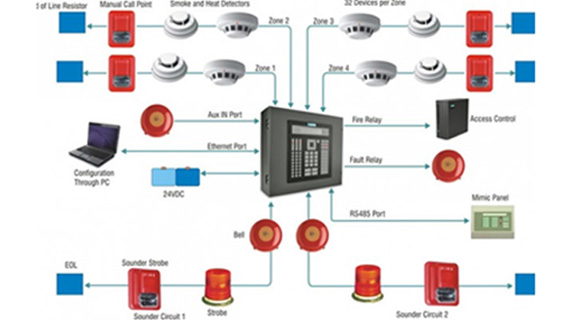 of Line Resistor
Manual Call Point
Smoke and Heat Detectors
Zone 2
Zone 3
32 Devices per Zone
Zone 1
Zone 4
Aux IN Port
Fire Relay
Access Control
Ethernet Port
Fault Relay
Configuration
Through PC
24VDC
Mimic Panel
RS485 Port
Bell
EOL
Sounder Strobe
Strobe
Sounder Circuit 1
Sounder Circuit 2